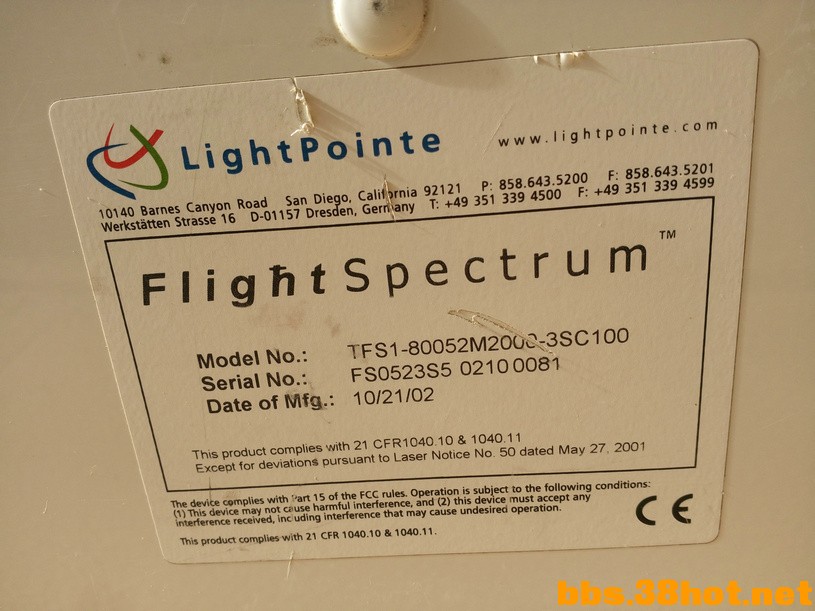 LightPointe
www.lightpointe.com
10140 Barnes Canyon Road San Diego, California 92121 P: 858.643.5200 F: 858.643.5201
Werkstätten Strasse 16 D-01157 Dresden, Germany T: +49 351 339 4500 F: +49 351 339 4599
FlightSpectrum™
Model No.: TFS1-80052M2000-3SC100
Serial No.: FS0523S5 02100081
Date of Mfg.: 10/21/02
This product complies with 21 CFR1040.10 & 1040.11
Except for deviations pursuant to Laser Notice No. 50 dated May 27, 2001
The device complies with Part 15 of the FCC rules. Operation is subject to the following conditions:
(1) This device may not cause harmful interference, and (2) this device must accept any
interference received, including interference that may cause undesired operation.
This product complies with 21 CFR 1040.10 & 1040.11.
CE
bbs.38hot.net